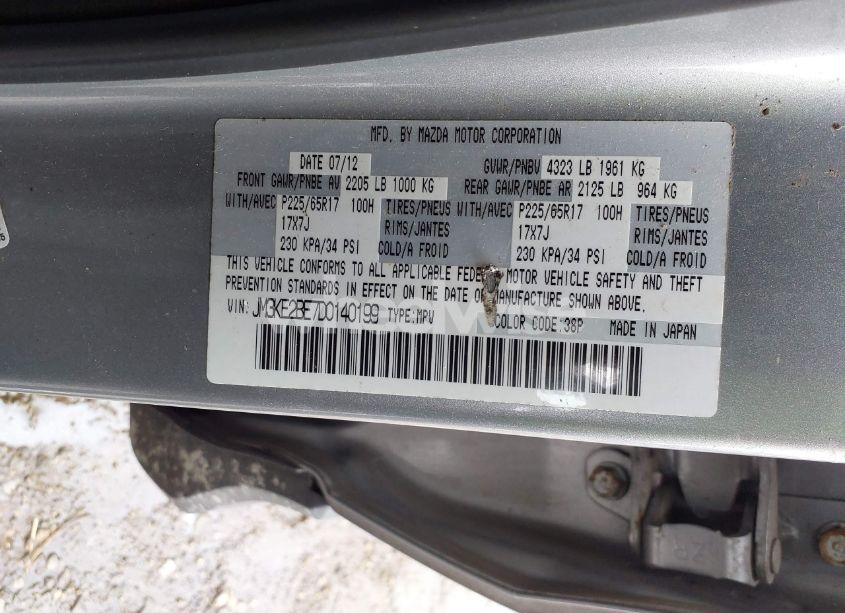 MFD. BY MAZDA MOTOR CORPORATION
DATE 07/12 GVWR/PNBV 4323 LB 1961 KG
FRONT GAWR/PNBE AV 2205 LB 1000 KG REAR GAWR/PNBE AR 2125 LB 964 KG
WITH/AVEC P225/65R17 100H TIRES/PNEUS WITH/AVEC P225/65R17 100H TIRES/PNEUS
17X7J RIMS/JANTES 17X7J RIMS/JANTES
230 KPA/34 PSI COLD/A FROID 230 KPA/34 PSI COLD/A FROID
THIS VEHICLE CONFORMS TO ALL APPLICABLE FEDERAL MOTOR VEHICLE SAFETY AND THEFT
PREVENTION STANDARDS IN EFFECT ON THE DATE OF MANUFACTURE SHOWN ABOVE.
VIN: JM3KE2BE7D0140199 TYPE:MPV COLOR CODE:38P MADE IN JAPAN